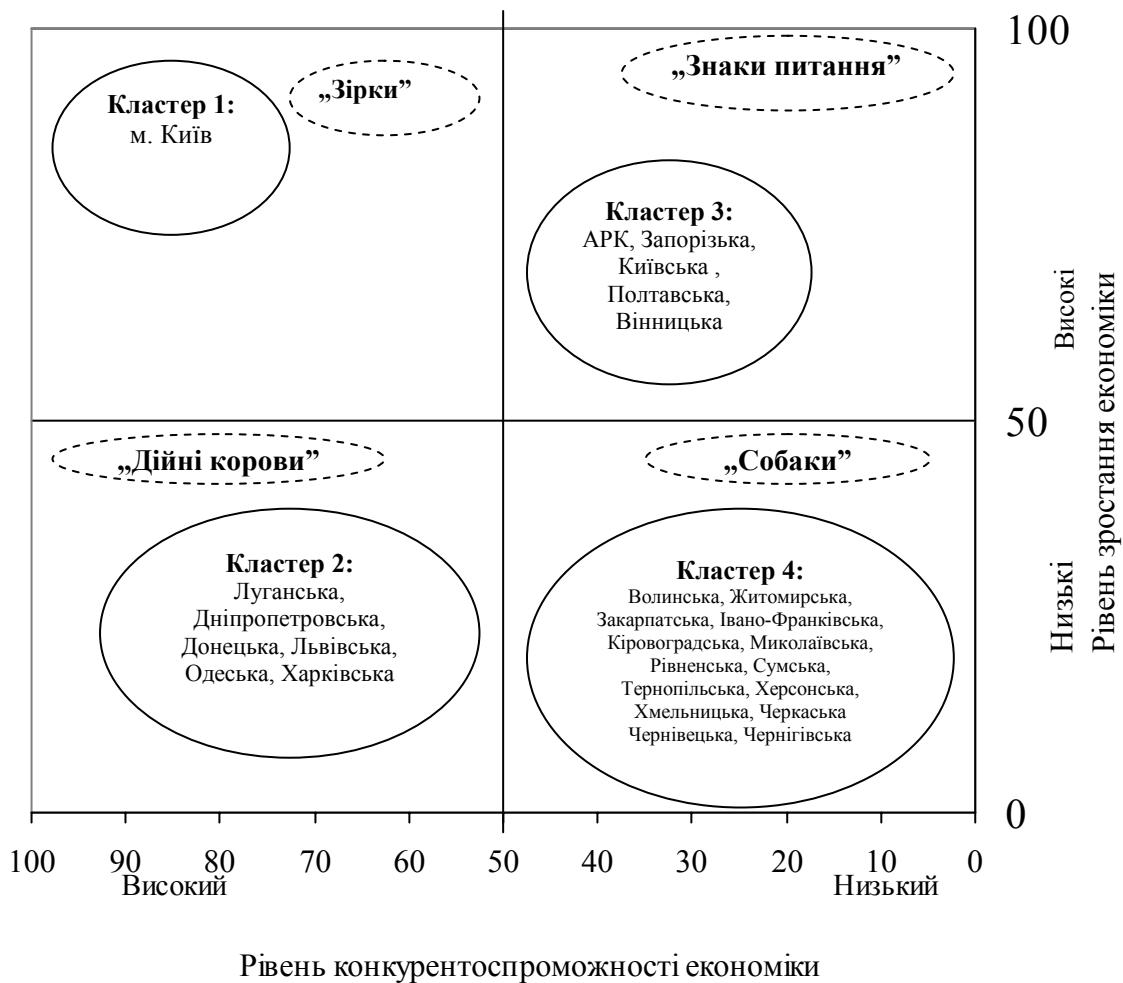 100
„Зірки”
„Знаки питання”
Кластер 1:
м. Київ
Кластер 3:
АРК, Запорізька,
Київська ,
Полтавська,
Вінницька
Високі
50
„Дійні корови”
„Собаки”
Кластер 2:
Луганська,
Дніпропетровська,
Донецька, Львівська,
Одеська, Харківська
Кластер 4:
Волинська, Житомирська,
Закарпатська, Івано-Франківська,
Кіровоградська, Миколаївська,
Рівненська, Сумська,
Тернопільська, Херсонська,
Хмельницька, Черкаська
Чернівецька, Чернігівська
Низькі
Рівень зростання економіки
0
100 90 80 70 60 50 40 30 20 10 0
Високий Низький
Рівень конкурентоспроможності економіки